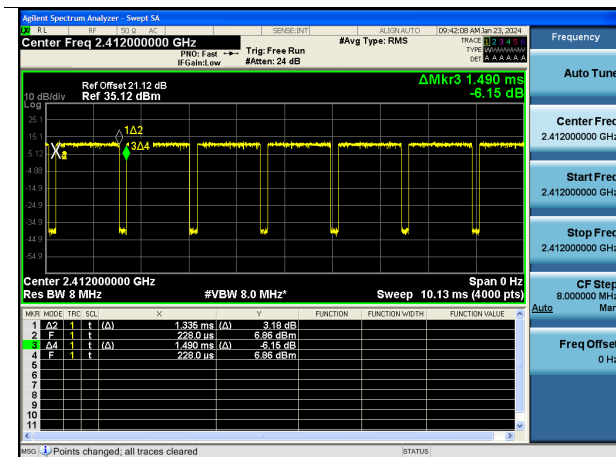 Agilent Spectrum Analyzer - Swept SA
RL RF 50 Ω AC SENSE:INT ALIGN AUTO 09:42:08 AM Jan 23, 2024
Center Freq 2.412000000 GHz #Avg Type: RMS TRACE 1 2 3 4 5 6
PNO: Fast Trig: Free Run TYPE
IFGain:Low #Atten: 24 dB DET A A A A A A
Ref Offset 21.12 dB ΔMkr3 1.490 ms
10 dB/div Ref 35.12 dBm -6.15 dB
Log
25.1
15.1
5.12
-4.88
-14.9
-24.9
-34.9
-44.9
-54.9
1Δ2
3Δ4
X
Center 2.412000000 GHz Span 0 Hz
Res BW 8 MHz #VBW 8.0 MHz* Sweep 10.13 ms (4000 pts)
MKR MODE TRC SCL X Y FUNCTION FUNCTION WIDTH FUNCTION VALUE
1 Δ2 1 t (Δ) 1.335 ms (Δ) 3.18 dB
2 F 1 t 228.0 µs 6.86 dBm
3 Δ4 1 t (Δ) 1.490 ms (Δ) -6.15 dB
4 F 1 t 228.0 µs 6.86 dBm
5
6
7
8
9
10
11
MSG Points changed; all traces cleared STATUS
Frequency
Auto Tune
Center Freq
2.412000000 GHz
Start Freq
2.412000000 GHz
Stop Freq
2.412000000 GHz
CF Step
8.000000 MHz
Auto Man
Freq Offset
0 Hz